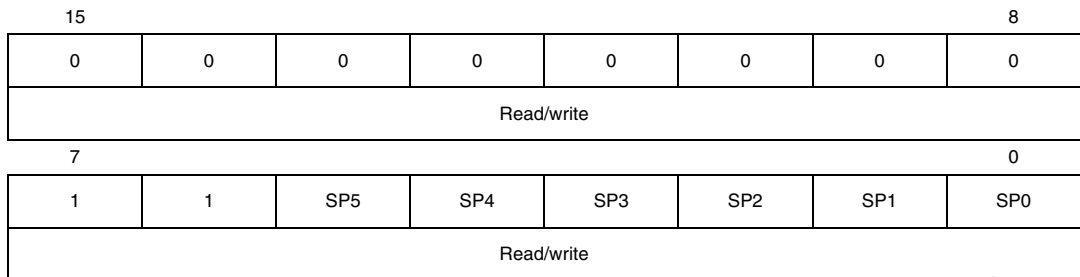 15 8
0 0 0 0 0 0 0 0
Read/write
7 0
1 1 SP5 SP4 SP3 SP2 SP1 SP0
Read/write